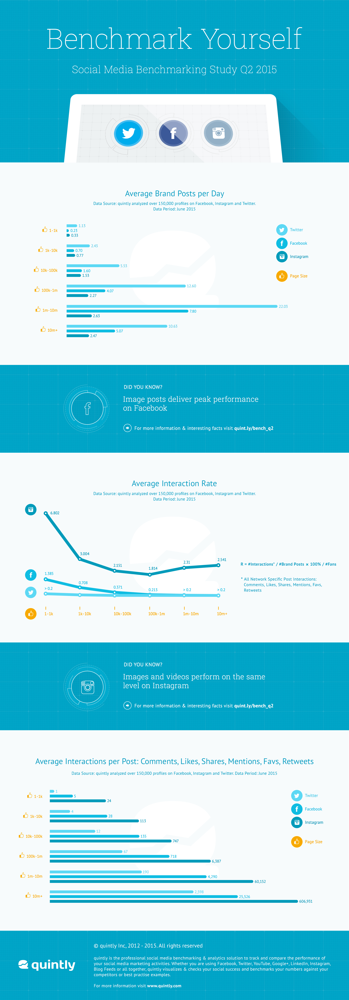 Benchmark Yourself
Social Media Benchmarking Study Q2 2015
Average Brand Posts per Day
Data Source: quintly analyzed over 150,000 profiles on Facebook, Instagram and Twitter.
Data Period: June 2015
1-1k
1.13
0.23
0.33
1k-10k
2.43
0.70
0.77
10k-100k
5.53
1.60
1.53
100k-1m
12.60
4.07
2.27
1m-10m
22.03
7.80
2.63
10m+
10.63
5.07
2.47
Twitter
Facebook
Instagram
Page Size
DID YOU KNOW?
Image posts deliver peak performance
on Facebook
For more information & interesting facts visit quint.ly/bench_q2
Average Interaction Rate
Data Source: quintly analyzed over 150,000 profiles on Facebook, Instagram and Twitter.
Data Period: June 2015
6.802
3.004
2.151
1.814
2.31
2.541
1.385
0.708
0.371
0.213
> 0.2
> 0.2
> 0.2
1-1k
1k-10k
10k-100k
100k-1m
1m-10m
10m+
R = #Interactions* / #Brand Posts × 100% / #Fans
* All Network Specific Post Interactions:
Comments, Likes, Shares, Mentions, Favs,
Retweets
DID YOU KNOW?
Images and videos perform on the same
level on Instagram
For more information & interesting facts visit quint.ly/bench_q2
Average Interactions per Post: Comments, Likes, Shares, Mentions, Favs, Retweets
Data Source: quintly analyzed over 150,000 profiles on Facebook, Instagram and Twitter. Data Period: June 2015
1-1k
1
5
24
1k-10k
4
28
113
10k-100k
12
135
747
100k-1m
67
718
6,387
1m-10m
190
4,290
60,152
10m+
2,598
25,526
606,931
Twitter
Facebook
Instagram
Page Size
quintly
© quintly Inc, 2012 - 2015. All rights reserved
quintly is the professional social media benchmarking & analytics solution to track and compare the performance of
your social media marketing activities. Whether you are using Facebook, Twitter, YouTube, Google+, LinkedIn, Instagram,
Blog Feeds or all together, quintly visualizes & checks your social success and benchmarks your numbers against your
competitors or best practise examples.
For more information visit www.quintly.com